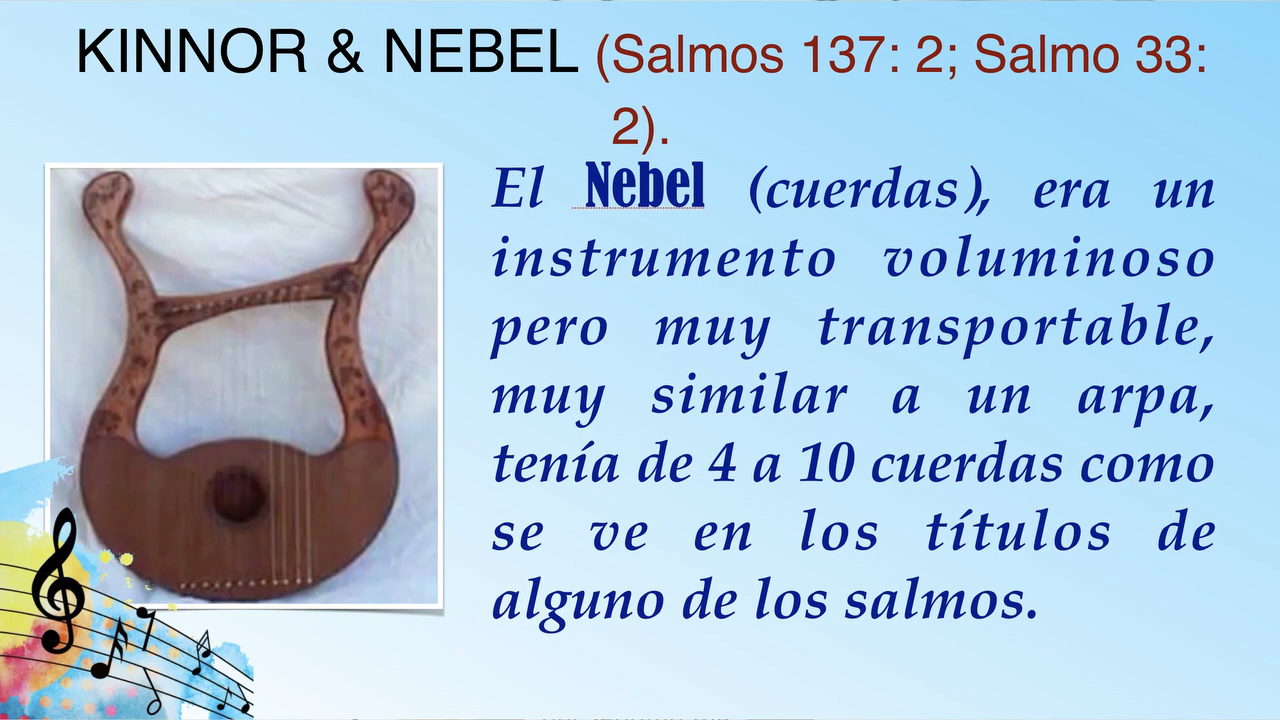 KINNOR & NEBEL (Salmos 137: 2; Salmo 33:
2).
El Nebel (cuerdas), era un
instrumento voluminoso
pero muy transportable,
muy similar a un arpa,
tenía de 4 a 10 cuerdas como
se ve en los títulos de
alguno de los salmos.